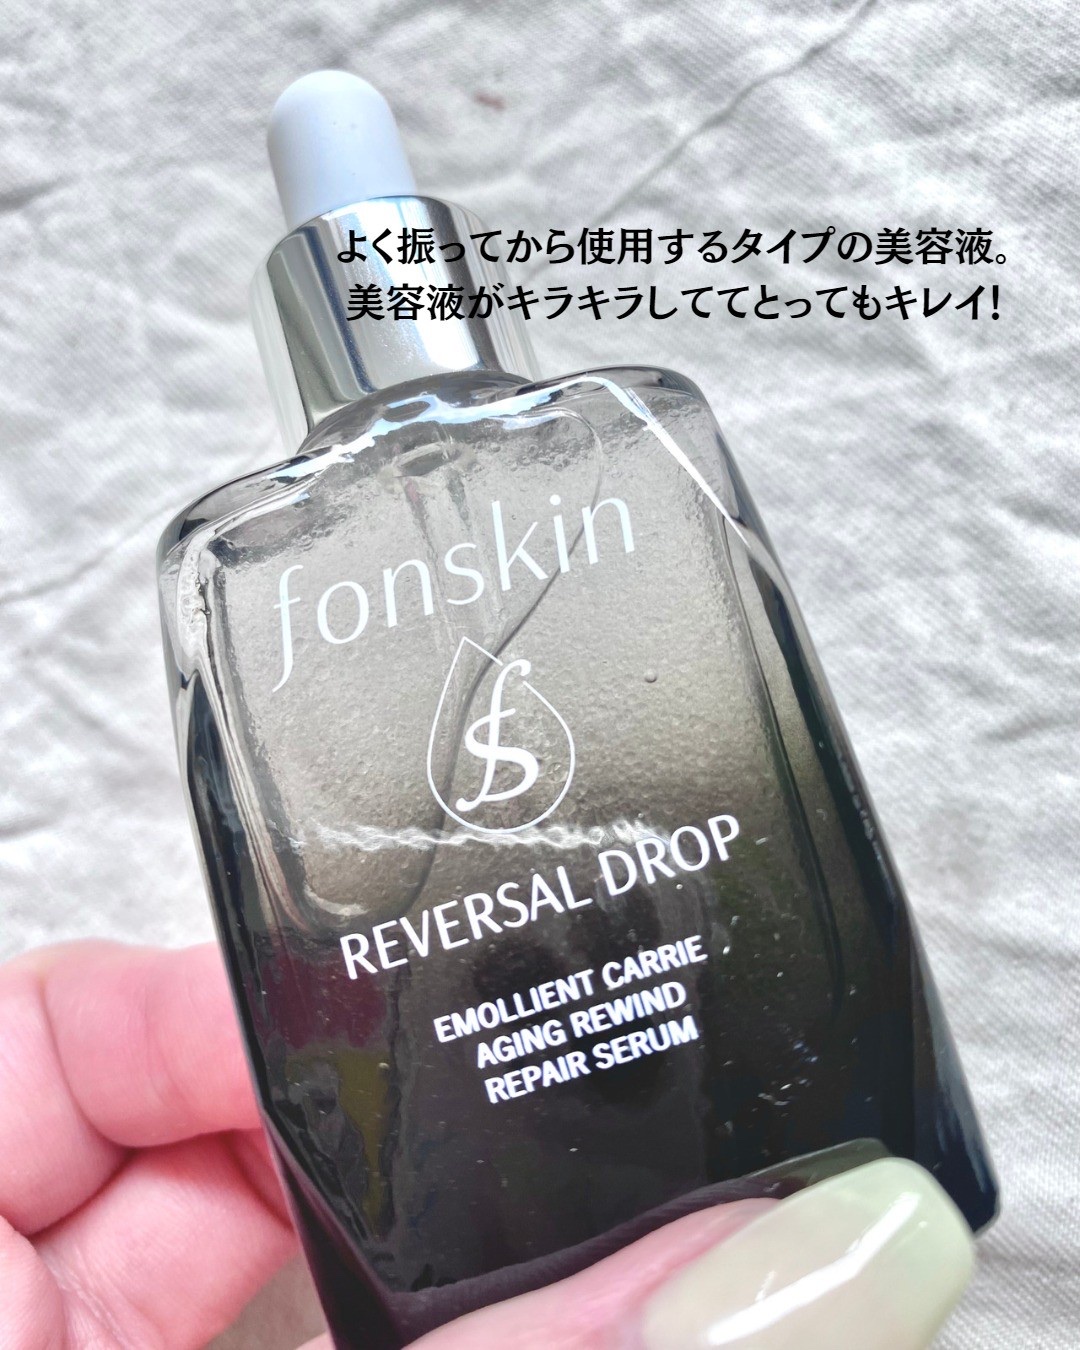 よく振ってから使用するタイプの美容液。
美容液がキラキラしててとってもキレイ！
fonskin
fs
REVERSAL DROP
EMOLLIENT CARRIE
AGING REWIND
REPAIR SERUM